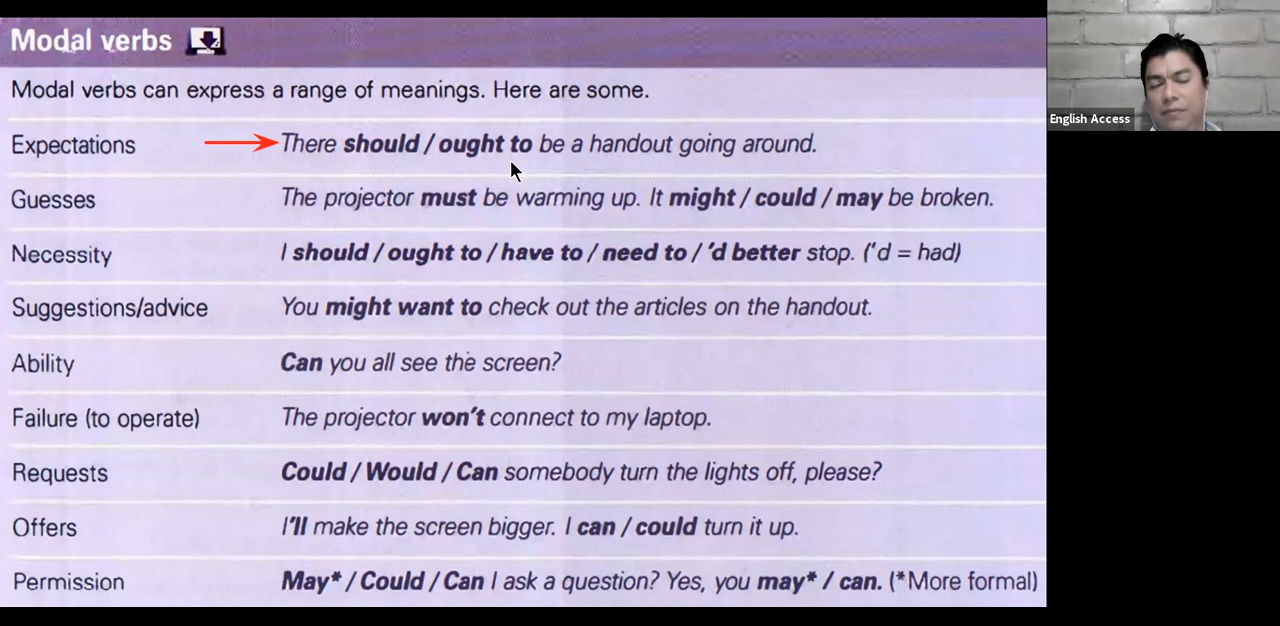 Modal verbs
Modal verbs can express a range of meanings. Here are some.
Expectations There should / ought to be a handout going around.
Guesses The projector must be warming up. It might / could / may be broken.
Necessity I should / ought to / have to / need to / 'd better stop. ('d = had)
Suggestions/advice You might want to check out the articles on the handout.
Ability Can you all see the screen?
Failure (to operate) The projector won't connect to my laptop.
Requests Could / Would / Can somebody turn the lights off, please?
Offers I'll make the screen bigger. I can / could turn it up.
Permission May* / Could / Can I ask a question? Yes, you may* / can. (*More formal)
English Access